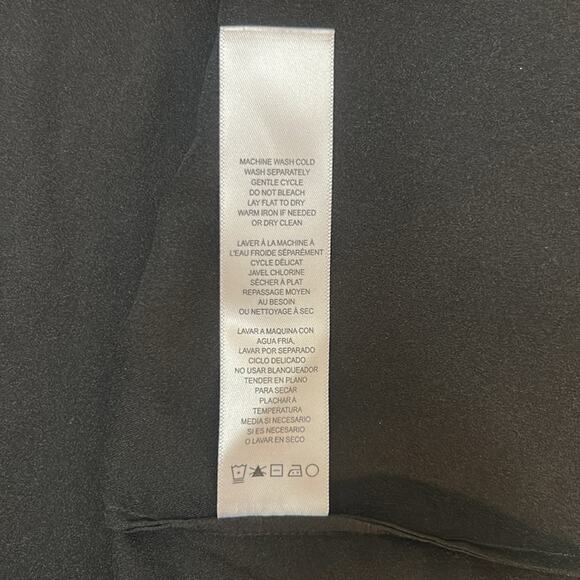 MACHINE WASH COLD
WASH SEPARATELY
GENTLE CYCLE
DO NOT BLEACH
LAY FLAT TO DRY
WARM IRON IF NEEDED
OR DRY CLEAN
LAVER À LA MACHINE À
L'EAU FROIDE SÉPARÉMENT
CYCLE DÉLICAT
JAVEL CHLORINE
SÉCHER À PLAT
REPASSAGE MOYEN
AU BESOIN
OU NETTOYAGE À SEC
LAVAR A MAQUINA CON
AGUA FRIA,
LAVAR POR SEPARADO
CICLO DELICADO
NO USAR BLANQUEADOR
TENDER EN PLANO
PARA SECAR
PLACHAR A
TEMPERATURA
MEDIA SI NECESARIO
SI ES NECESARIO
O LAVAR EN SECO